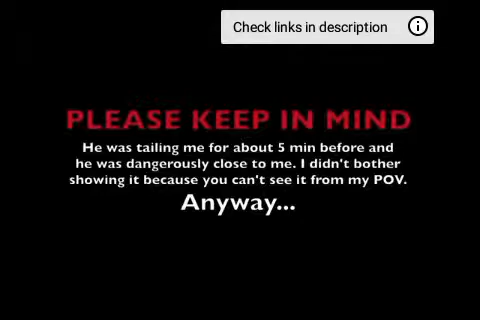 Check links in description
PLEASE KEEP IN MIND
He was tailing me for about 5 min before and
he was dangerously close to me. I didn't bother
showing it because you can't see it from my POV.
Anyway...